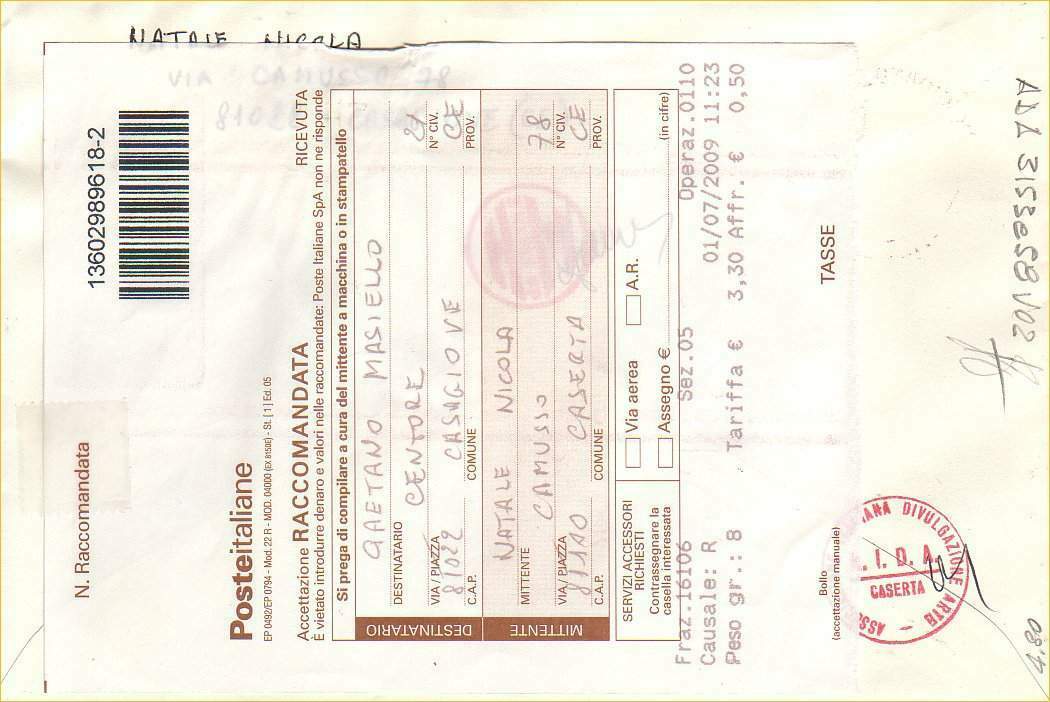 NATALE NICOLA
VIA CAMUSSO 78
N. Raccomandata
13602989618-2
Posteitaliane
EP 0492/EP 0794 - Mod. 22 R - MOD. 04000 (EX 8150E) - St. [1] Ed. 05
Accettazione RACCOMANDATA
RICEVUTA
È vietato introdurre denaro e valori nelle raccomandate: Poste Italiane SpA non ne risponde
Si prega di compilare a cura del mittente a macchina o in stampatello
DESTINATARIO
GAETANO MASIELLO
DESTINATARIO
CENTORE 21
VIA / PIAZZA N° CIV.
81022 CASAGIOVE CE
C.A.P. COMUNE PROV.
MITTENTE
NATALE NICOLA
MITTENTE
CAMUSSO 78
VIA / PIAZZA N° CIV.
81100 CASERTA CE
C.A.P. COMUNE PROV.
SERVIZI ACCESSORI
RICHIESTI
Contrassegnare la
casella interessata
Via aerea A.R.
Assegno € (in cifre)
Fraz.16106 Sez.05 Operaz.0110
Causale: R 01/07/2009 11:23
Peso gr.: 8 Tariffa € 3,30 Affr. € 0,50
TASSE
Bollo
(accettazione manuale)
DIVULGAZIONE ARTE
.I.D.A.
CASERTA
4.80